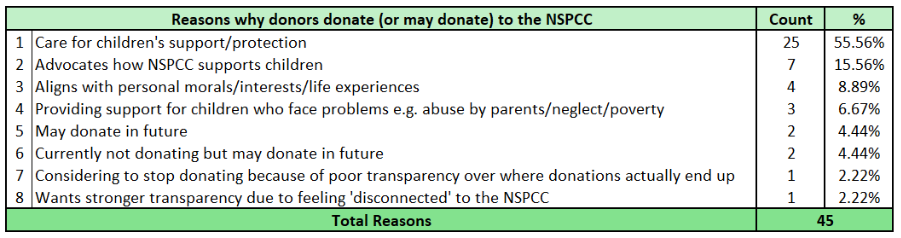 Reasons why donors donate (or may donate) to the NSPCC Count %
1 Care for children's support/protection 25 55.56%
2 Advocates how NSPCC supports children 7 15.56%
3 Aligns with personal morals/interests/life experiences 4 8.89%
4 Providing support for children who face problems e.g. abuse by parents/neglect/poverty 3 6.67%
5 May donate in future 2 4.44%
6 Currently not donating but may donate in future 2 4.44%
7 Considering to stop donating because of poor transparency over where donations actually end up 1 2.22%
8 Wants stronger transparency due to feeling 'disconnected' to the NSPCC 1 2.22%
Total Reasons 45